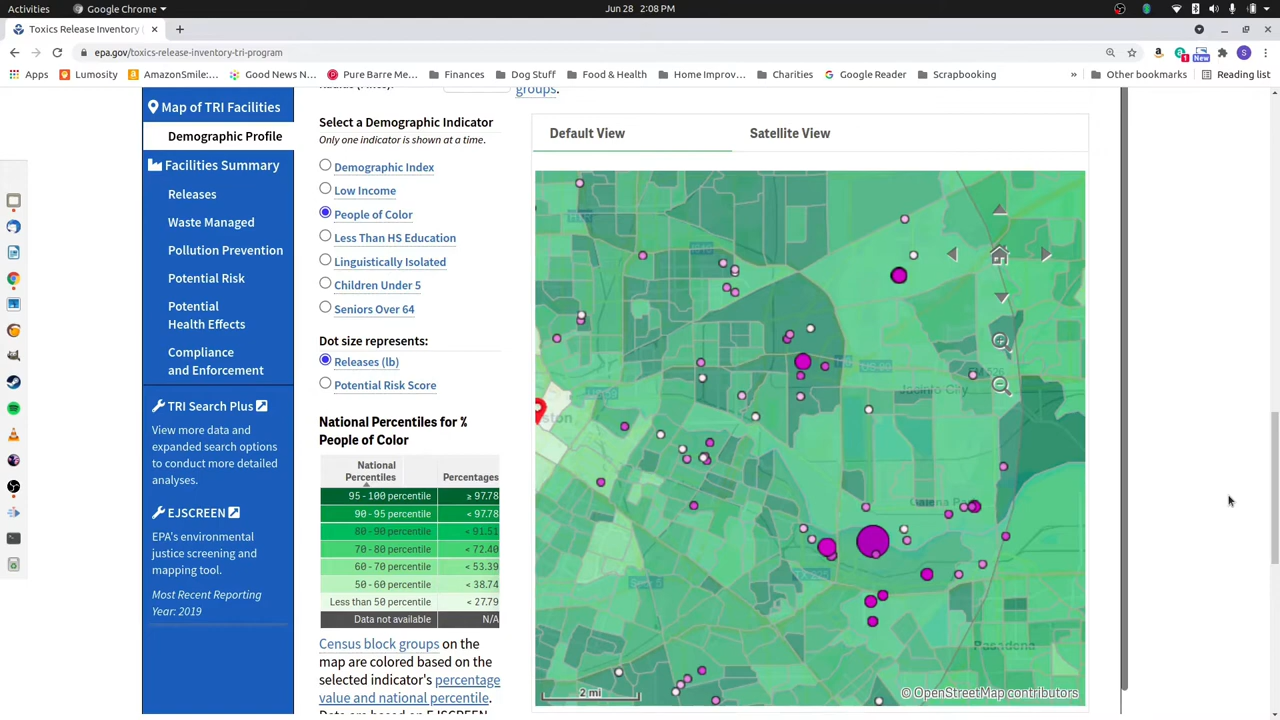 Activities
Google Chrome
Jun 28 2:08 PM
Toxics Release Inventory (
epa.gov/toxics-release-inventory-tri-program
S
Apps
Lumosity
AmazonSmile:...
Good News N...
Pure Barre Me...
Finances
Dog Stuff
Food & Health
Home Improv...
Charities
Google Reader
Scrapbooking
»
Other bookmarks
Reading list
New
Map of TRI Facilities
Demographic Profile
Facilities Summary
Releases
Waste Managed
Pollution Prevention
Potential Risk
Potential
Health Effects
Compliance
and Enforcement
TRI Search Plus
View more data and
expanded search options
to conduct more detailed
analyses.
EJSCREEN
EPA's environmental
justice screening and
mapping tool.
Most Recent Reporting
Year: 2019
groups.
Select a Demographic Indicator
Only one indicator is shown at a time.
Demographic Index
Low Income
People of Color
Less Than HS Education
Linguistically Isolated
Children Under 5
Seniors Over 64
Dot size represents:
Releases (lb)
Potential Risk Score
National Percentiles for %
People of Color
National
Percentiles Percentages
95 - 100 percentile ≥ 97.78
90 - 95 percentile < 97.78
80 - 90 percentile < 91.51
70 - 80 percentile < 72.40
60 - 70 percentile < 53.39
50 - 60 percentile < 38.74
Less than 50 percentile < 27.79
Data not available N/A
Census block groups on the
map are colored based on the
selected indicator's percentage
value and national percentile.
Default View
Satellite View
FM 526
Jacinto City
Galena Park
Pasadena
2 mi
© OpenStreetMap contributors